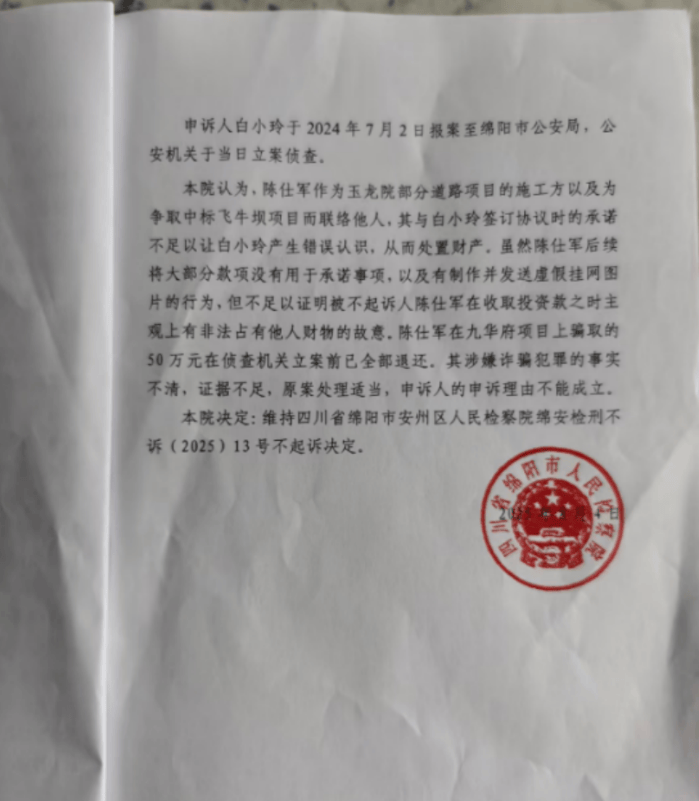 申诉人白小玲于2024年7月2日报案至绵阳市公安局，公
安机关于当日立案侦查。
本院认为，陈仕军作为玉龙院部分道路项目的施工方以及为
争取中标飞牛坝项目而联络他人，其与白小玲签订协议时的承诺
不足以让白小玲产生错误认识，从而处置财产。虽然陈仕军后续
将大部分款项没有用于承诺事项，以及有制作并发送虚假挂网图
片的行为，但不足以证明被不起诉人陈仕军在收取投资款之时主
观上有非法占有他人财物的故意。陈仕军在九华府项目上骗取的
50万元在侦查机关立案前已全部退还。其涉嫌诈骗犯罪的事实
不清，证据不足，原案处理适当，申诉人的申诉理由不能成立。
本院决定：维持四川省绵阳市安州区人民检察院绵安检刑不
诉（2025）13号不起诉决定。
四川省绵阳市人民检察院